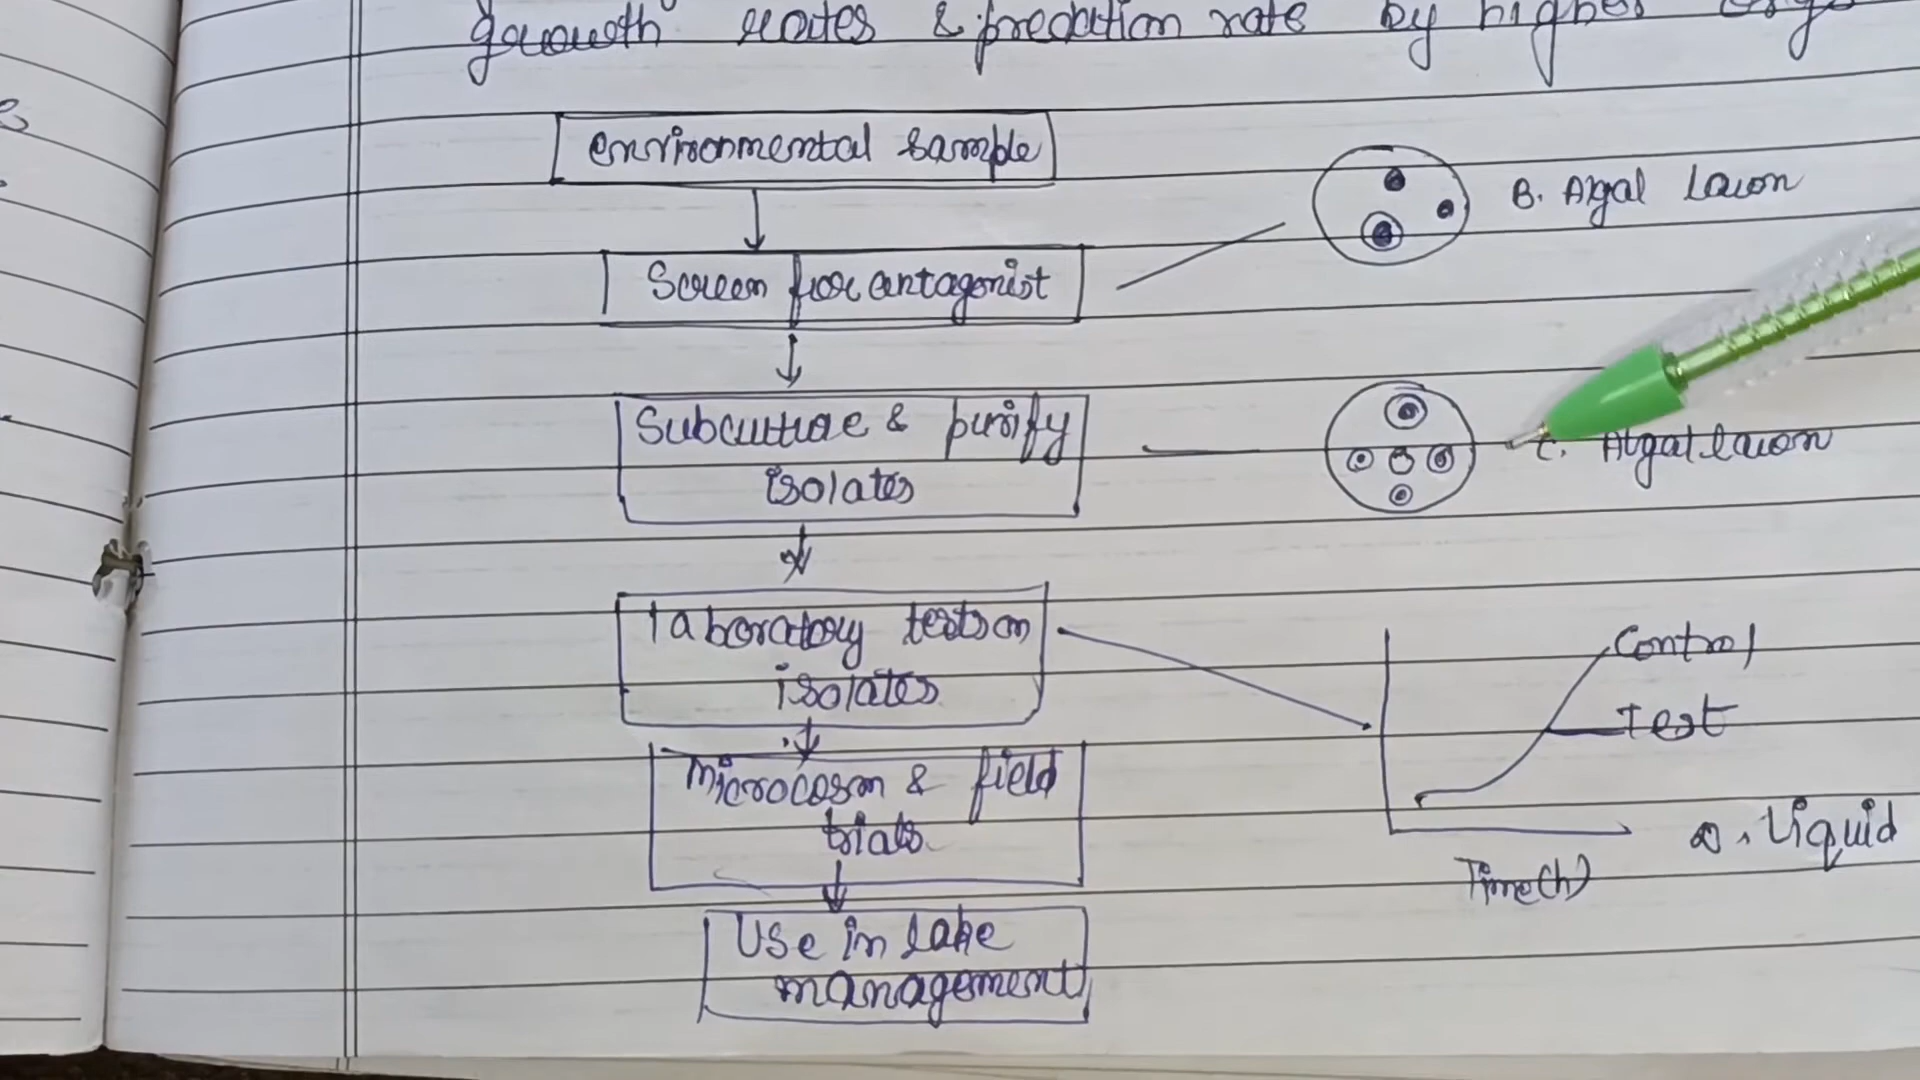 growth rates & predation rate by higher
environmental sample
B. Algal Lawn
Screen for antagonist
Subculture & purify
isolates
C. Algal lawn
laboratory tests on
isolates
Control
Test
Microcosm & field
trials
D. Liquid
Time(h)
Use in lake
management